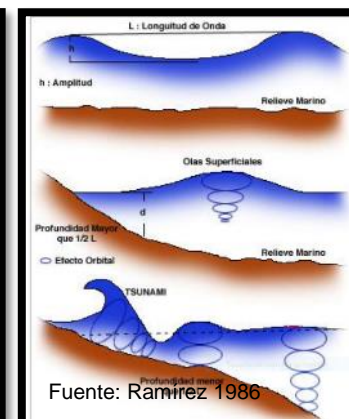 L : Longuitud de Onda
h
h : Amplitud
Relieve Marino
Olas Superficiales
d
Profundidad Mayor
que 1/2 L
Efecto Orbital
Relieve Marino
TSUNAMI
Profundidad menor
Fuente: Ramirez 1986